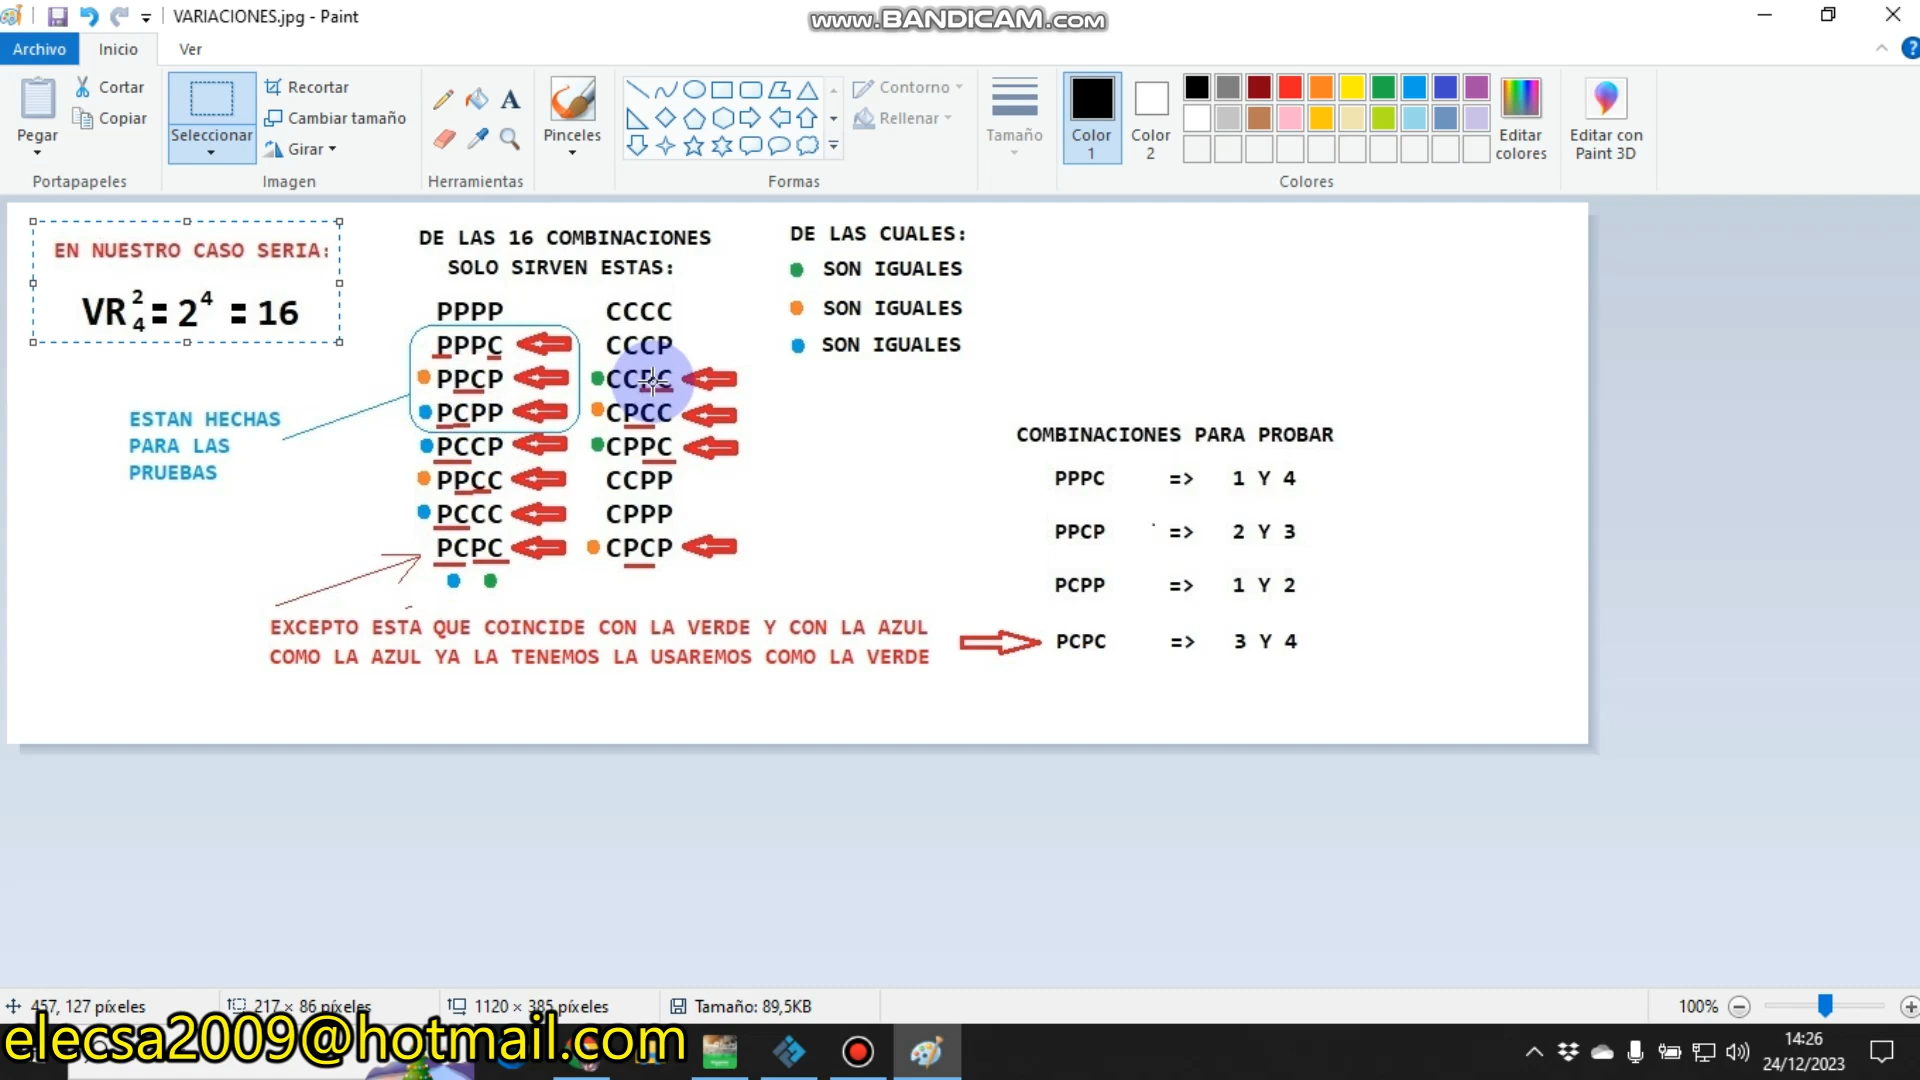 VARIACIONES.jpg - Paint
www.BANDICAM.COM
Archivo
Inicio
Ver
Pegar
Cortar
Copiar
Portapapeles
Seleccionar
Recortar
Cambiar tamaño
Girar
Imagen
Herramientas
Pinceles
Formas
Contorno
Rellenar
Tamaño
Color 1
Color 2
Editar colores
Editar con Paint 3D
Colores
EN NUESTRO CASO SERIA:
VR 2 4 = 2 4 = 16
DE LAS 16 COMBINACIONES
SOLO SIRVEN ESTAS:
PPPP
PPPC
PPCP
PCPP
PCCP
PPCC
PCCC
PCPC
CCCC
CCCP
CCPC
CPCC
CPPC
CCPP
CPPP
CPCP
DE LAS CUALES:
SON IGUALES
SON IGUALES
SON IGUALES
ESTAN HECHAS
PARA LAS
PRUEBAS
COMBINACIONES PARA PROBAR
PPPC => 1 Y 4
PPCP => 2 Y 3
PCPP => 1 Y 2
PCPC => 3 Y 4
EXCEPTO ESTA QUE COINCIDE CON LA VERDE Y CON LA AZUL
COMO LA AZUL YA LA TENEMOS LA USAREMOS COMO LA VERDE
457, 127 píxeles
217 × 86 píxeles
1120 × 385 píxeles
Tamaño: 89,5KB
100%
elecsa2009@hotmail.com
14:26
24/12/2023